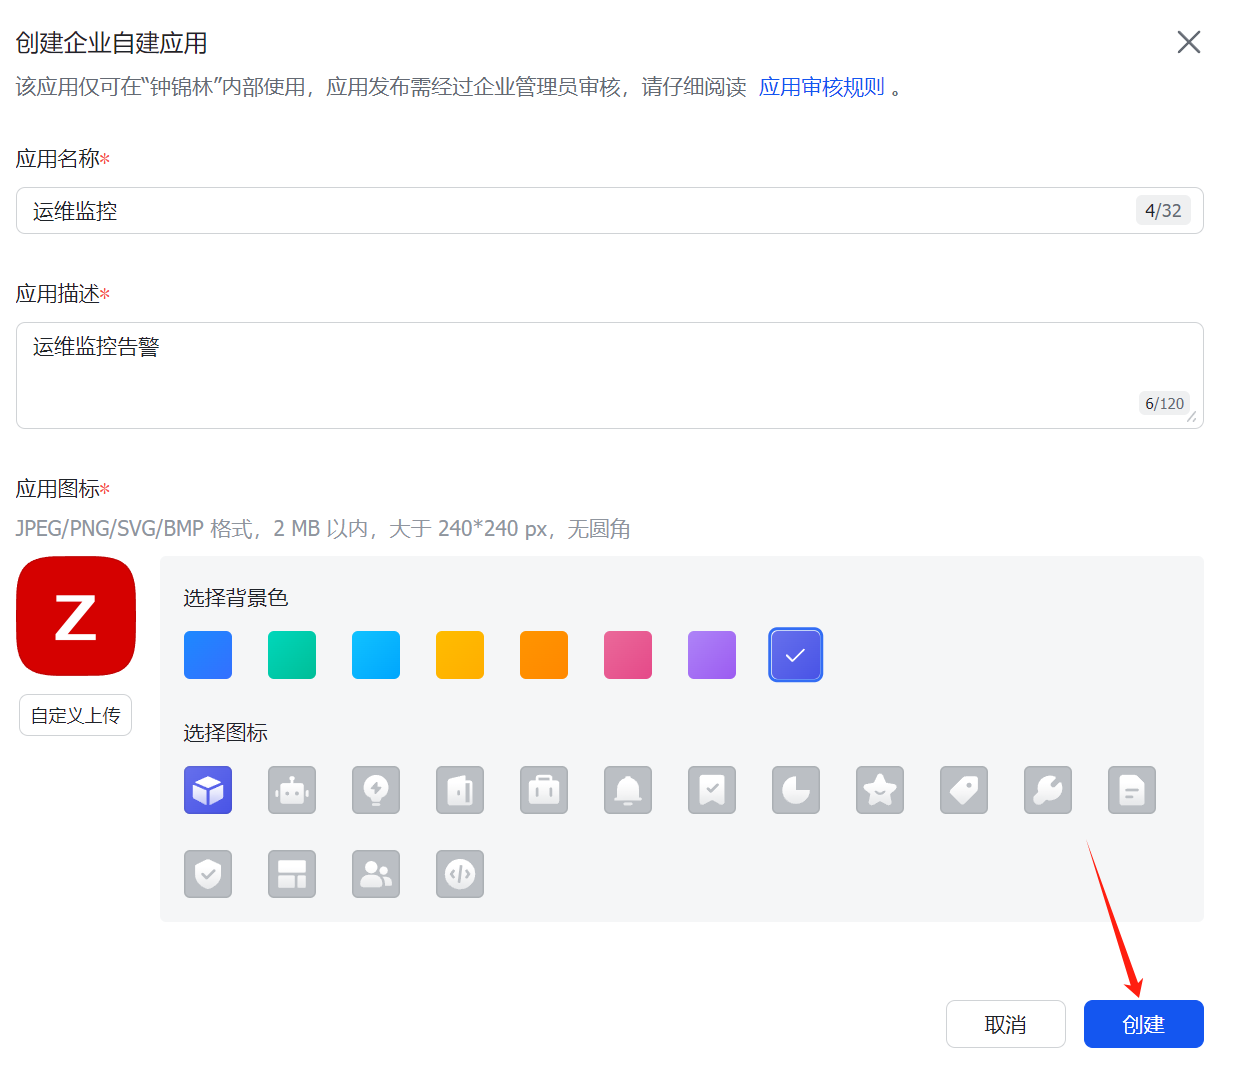 创建企业自建应用
该应用仅可在“钟锦林”内部使用，应用发布需经过企业管理员审核，请仔细阅读 应用审核规则 。
应用名称*
运维监控
4/32
应用描述*
运维监控告警
6/120
应用图标*
JPEG/PNG/SVG/BMP 格式，2 MB 以内，大于 240*240 px，无圆角
Z
自定义上传
选择背景色
选择图标
取消
创建